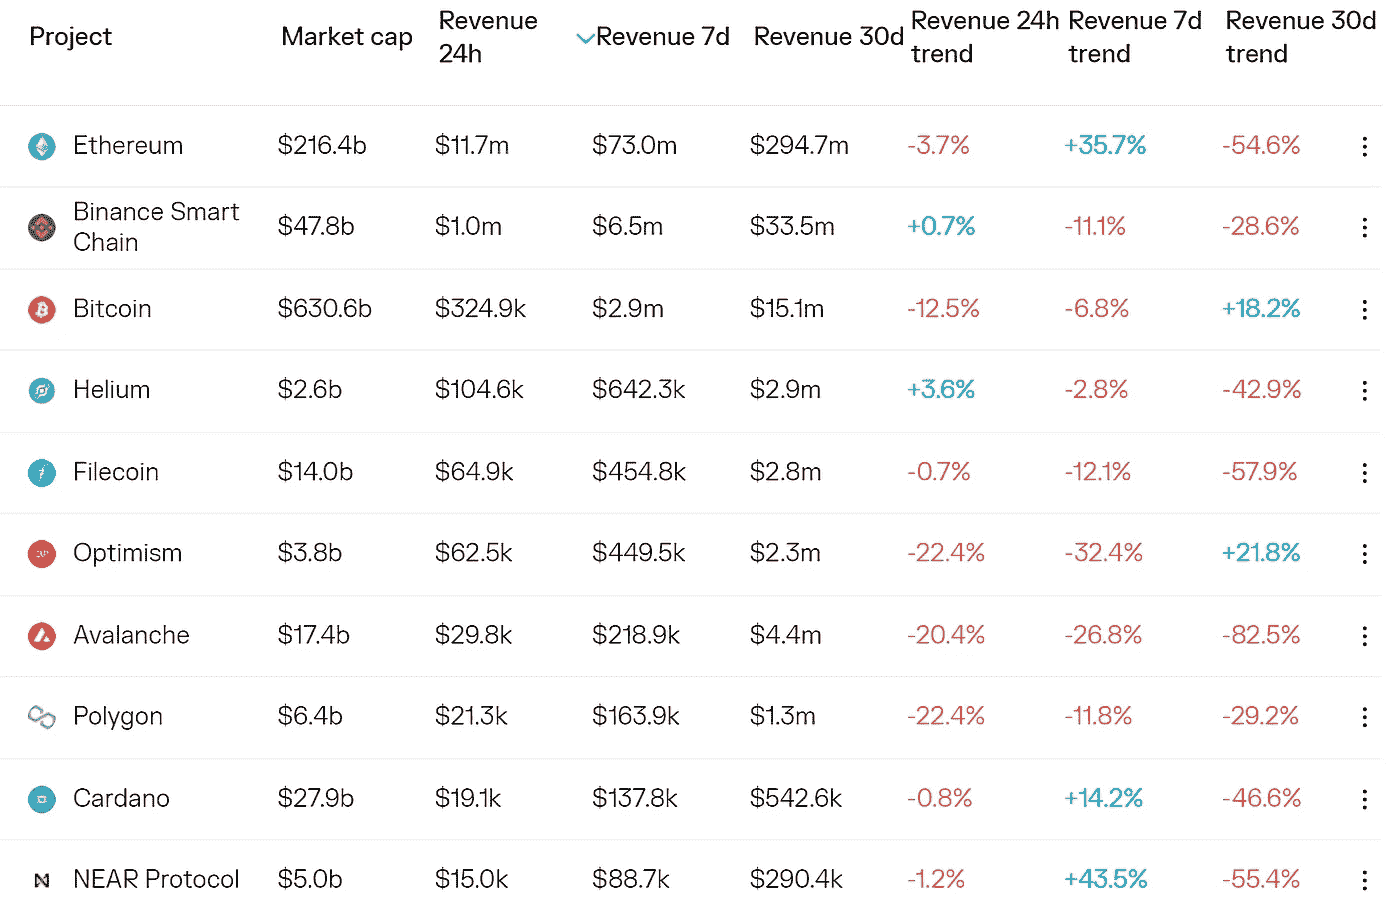 Project Market cap Revenue 24h Revenue 7d Revenue 30d Revenue 24h trend Revenue 7d trend Revenue 30d trend
Ethereum $216.4b $11.7m $73.0m $294.7m -3.7% +35.7% -54.6%
Binance Smart Chain $47.8b $1.0m $6.5m $33.5m +0.7% -11.1% -28.6%
Bitcoin $630.6b $324.9k $2.9m $15.1m -12.5% -6.8% +18.2%
Helium $2.6b $104.6k $642.3k $2.9m +3.6% -2.8% -42.9%
Filecoin $14.0b $64.9k $454.8k $2.8m -0.7% -12.1% -57.9%
Optimism $3.8b $62.5k $449.5k $2.3m -22.4% -32.4% +21.8%
Avalanche $17.4b $29.8k $218.9k $4.4m -20.4% -26.8% -82.5%
Polygon $6.4b $21.3k $163.9k $1.3m -22.4% -11.8% -29.2%
Cardano $27.9b $19.1k $137.8k $542.6k -0.8% +14.2% -46.6%
NEAR Protocol $5.0b $15.0k $88.7k $290.4k -1.2% +43.5% -55.4%